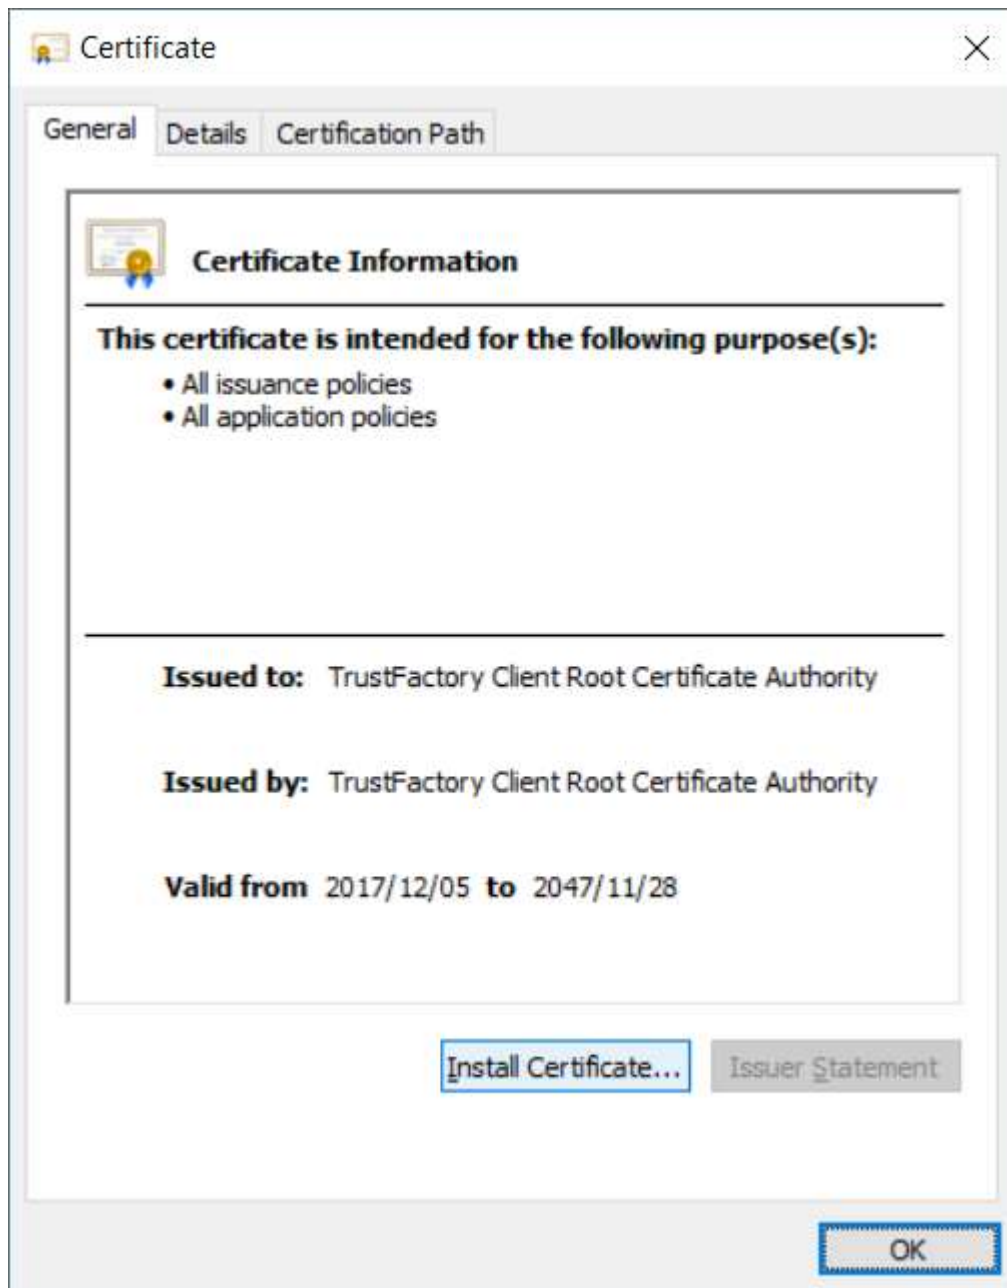 Certificate
General Details Certification Path
Certificate Information
This certificate is intended for the following purpose(s):
• All issuance policies
• All application policies
Issued to: TrustFactory Client Root Certificate Authority
Issued by: TrustFactory Client Root Certificate Authority
Valid from 2017/12/05 to 2047/11/28
Install Certificate... Issuer Statement
OK